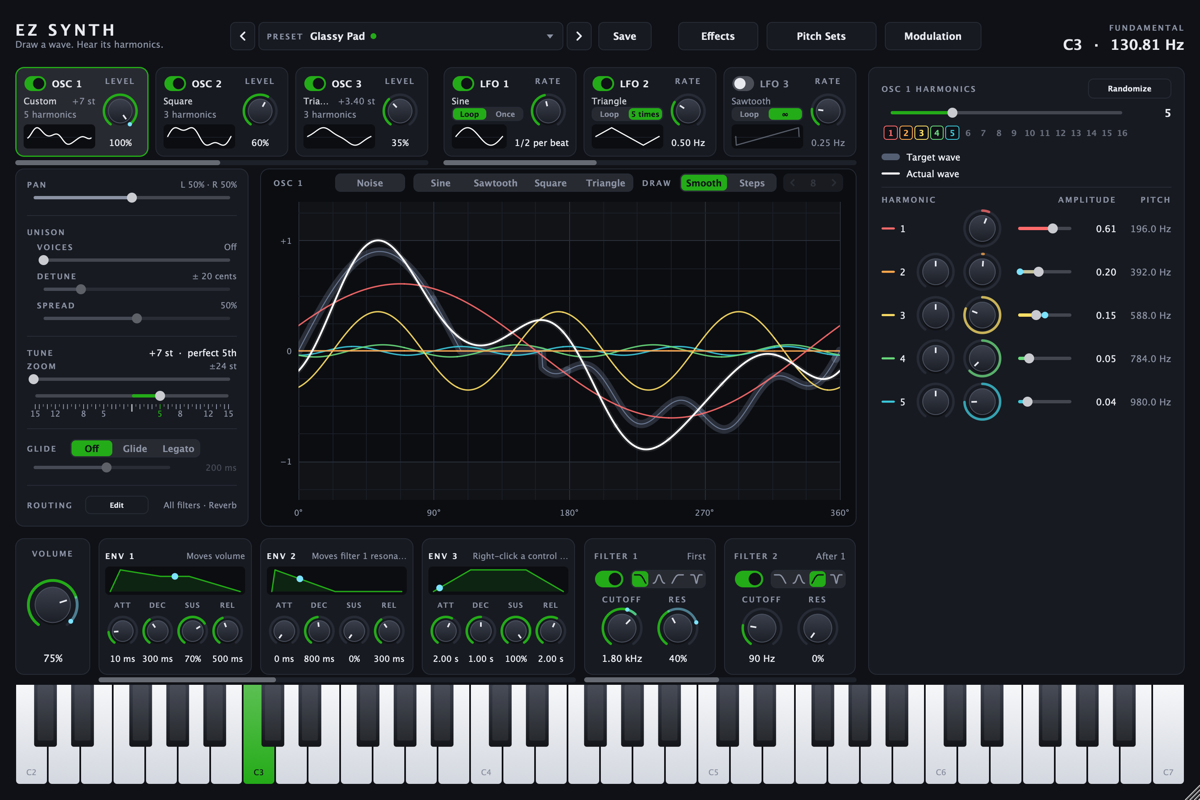 EZ SYNTH
Draw a wave. Hear its harmonics.
PRESET Glassy Pad
Save
Effects
Pitch Sets
Modulation
FUNDAMENTAL
C3 · 130.81 Hz
OSC 1 LEVEL
Custom +7 st
5 harmonics
100%
OSC 2 LEVEL
Square
3 harmonics
60%
OSC 3 LEVEL
Tria... +3.40 st
3 harmonics
35%
LFO 1 RATE
Sine
Loop Once
1/2 per beat
LFO 2 RATE
Triangle
Loop 5 times
0.50 Hz
LFO 3 RATE
Sawtooth
Loop ∞
0.25 Hz
OSC 1 HARMONICS Randomize
5
1 2 3 4 5 6 7 8 9 10 11 12 13 14 15 16
Target wave
Actual wave
HARMONIC AMPLITUDE PITCH
1 0.61 196.0 Hz
2 0.20 392.0 Hz
3 0.15 588.0 Hz
4 0.05 784.0 Hz
5 0.04 980.0 Hz
PAN L 50% · R 50%
UNISON
VOICES Off
DETUNE ± 20 cents
SPREAD 50%
TUNE +7 st · perfect 5th
ZOOM ±24 st
15 12 8 5 5 8 12 15
GLIDE Off Glide Legato
200 ms
ROUTING Edit All filters · Reverb
OSC 1 Noise Sine Sawtooth Square Triangle DRAW Smooth Steps 8
+1
0
−1
0° 90° 180° 270° 360°
VOLUME
75%
ENV 1 Moves volume
ATT DEC SUS REL
10 ms 300 ms 70% 500 ms
ENV 2 Moves filter 1 resona...
ATT DEC SUS REL
0 ms 800 ms 0% 300 ms
ENV 3 Right-click a control ...
ATT DEC SUS REL
2.00 s 1.00 s 100% 2.00 s
FILTER 1 First
CUTOFF RES
1.80 kHz 40%
FILTER 2 After 1
CUTOFF RES
90 Hz 0%
C2 C3 C4 C5 C6 C7